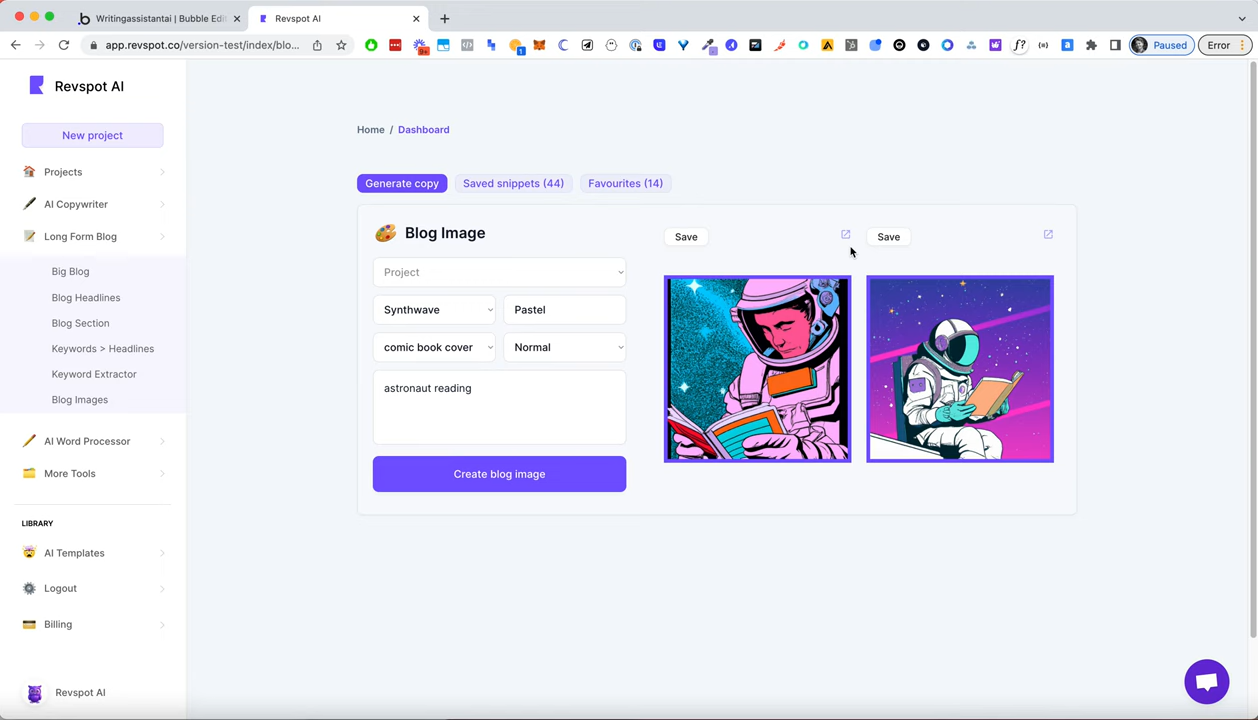 Writingassistantai | Bubble Edi
Revspot AI
app.revspot.co/version-test/index/blo...
9+
1
f?
Paused
Error
Revspot AI
New project
Projects
AI Copywriter
Long Form Blog
Big Blog
Blog Headlines
Blog Section
Keywords > Headlines
Keyword Extractor
Blog Images
AI Word Processor
More Tools
LIBRARY
AI Templates
Logout
Billing
Revspot AI
Home / Dashboard
Generate copy
Saved snippets (44)
Favourites (14)
Blog Image
Project
Synthwave
Pastel
comic book cover
Normal
astronaut reading
Create blog image
Save
Save